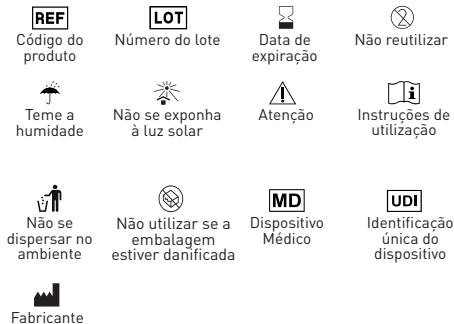 REF
LOT
Código do
produto
Número do lote
Data de
expiração
Não reutilizar
Teme a
humidade
Não se exponha
à luz solar
Atenção
i
Instruções de
utilização
Não se
dispersar no
ambiente
Não utilizar se a
embalagem
estiver danificada
MD
Dispositivo
Médico
UDI
Identificação
única do
dispositivo
Fabricante